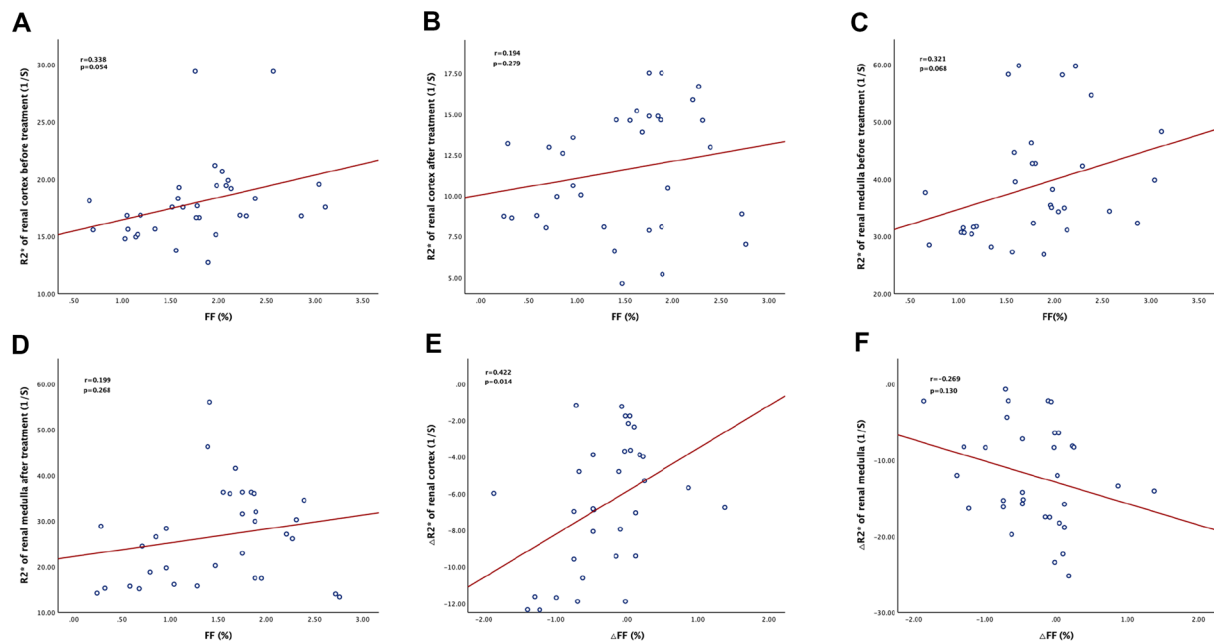 A
r=0.338
p=0.054
R2* of renal cortex before treatment (1/S)
30.00
25.00
20.00
15.00
10.00
.50 1.00 1.50 2.00 2.50 3.00 3.50
FF (%)
B
r=0.194
p=0.279
R2* of renal cortex after treatment (1/S)
17.50
15.00
12.50
10.00
7.50
5.00
.00 .50 1.00 1.50 2.00 2.50 3.00
FF (%)
C
r=0.321
p=0.068
R2* of renal medulla before treatment (1/S)
60.00
50.00
40.00
30.00
20.00
.50 1.00 1.50 2.00 2.50 3.00 3.50
FF(%)
D
r=0.199
p=0.268
R2* of renal medulla after treatment (1/S)
60.00
50.00
40.00
30.00
20.00
10.00
.00 .50 1.00 1.50 2.00 2.50 3.00
FF (%)
E
r=0.422
p=0.014
△R2* of renal cortex (1/S)
.00
-2.00
-4.00
-6.00
-8.00
-10.00
-12.00
-2.00 -1.00 .00 1.00 2.00
△FF (%)
F
r=-0.269
p=0.130
△R2* of renal medulla (1/S)
.00
-10.00
-20.00
-30.00
-2.00 -1.00 0.00 1.00 2.00
△FF (%)